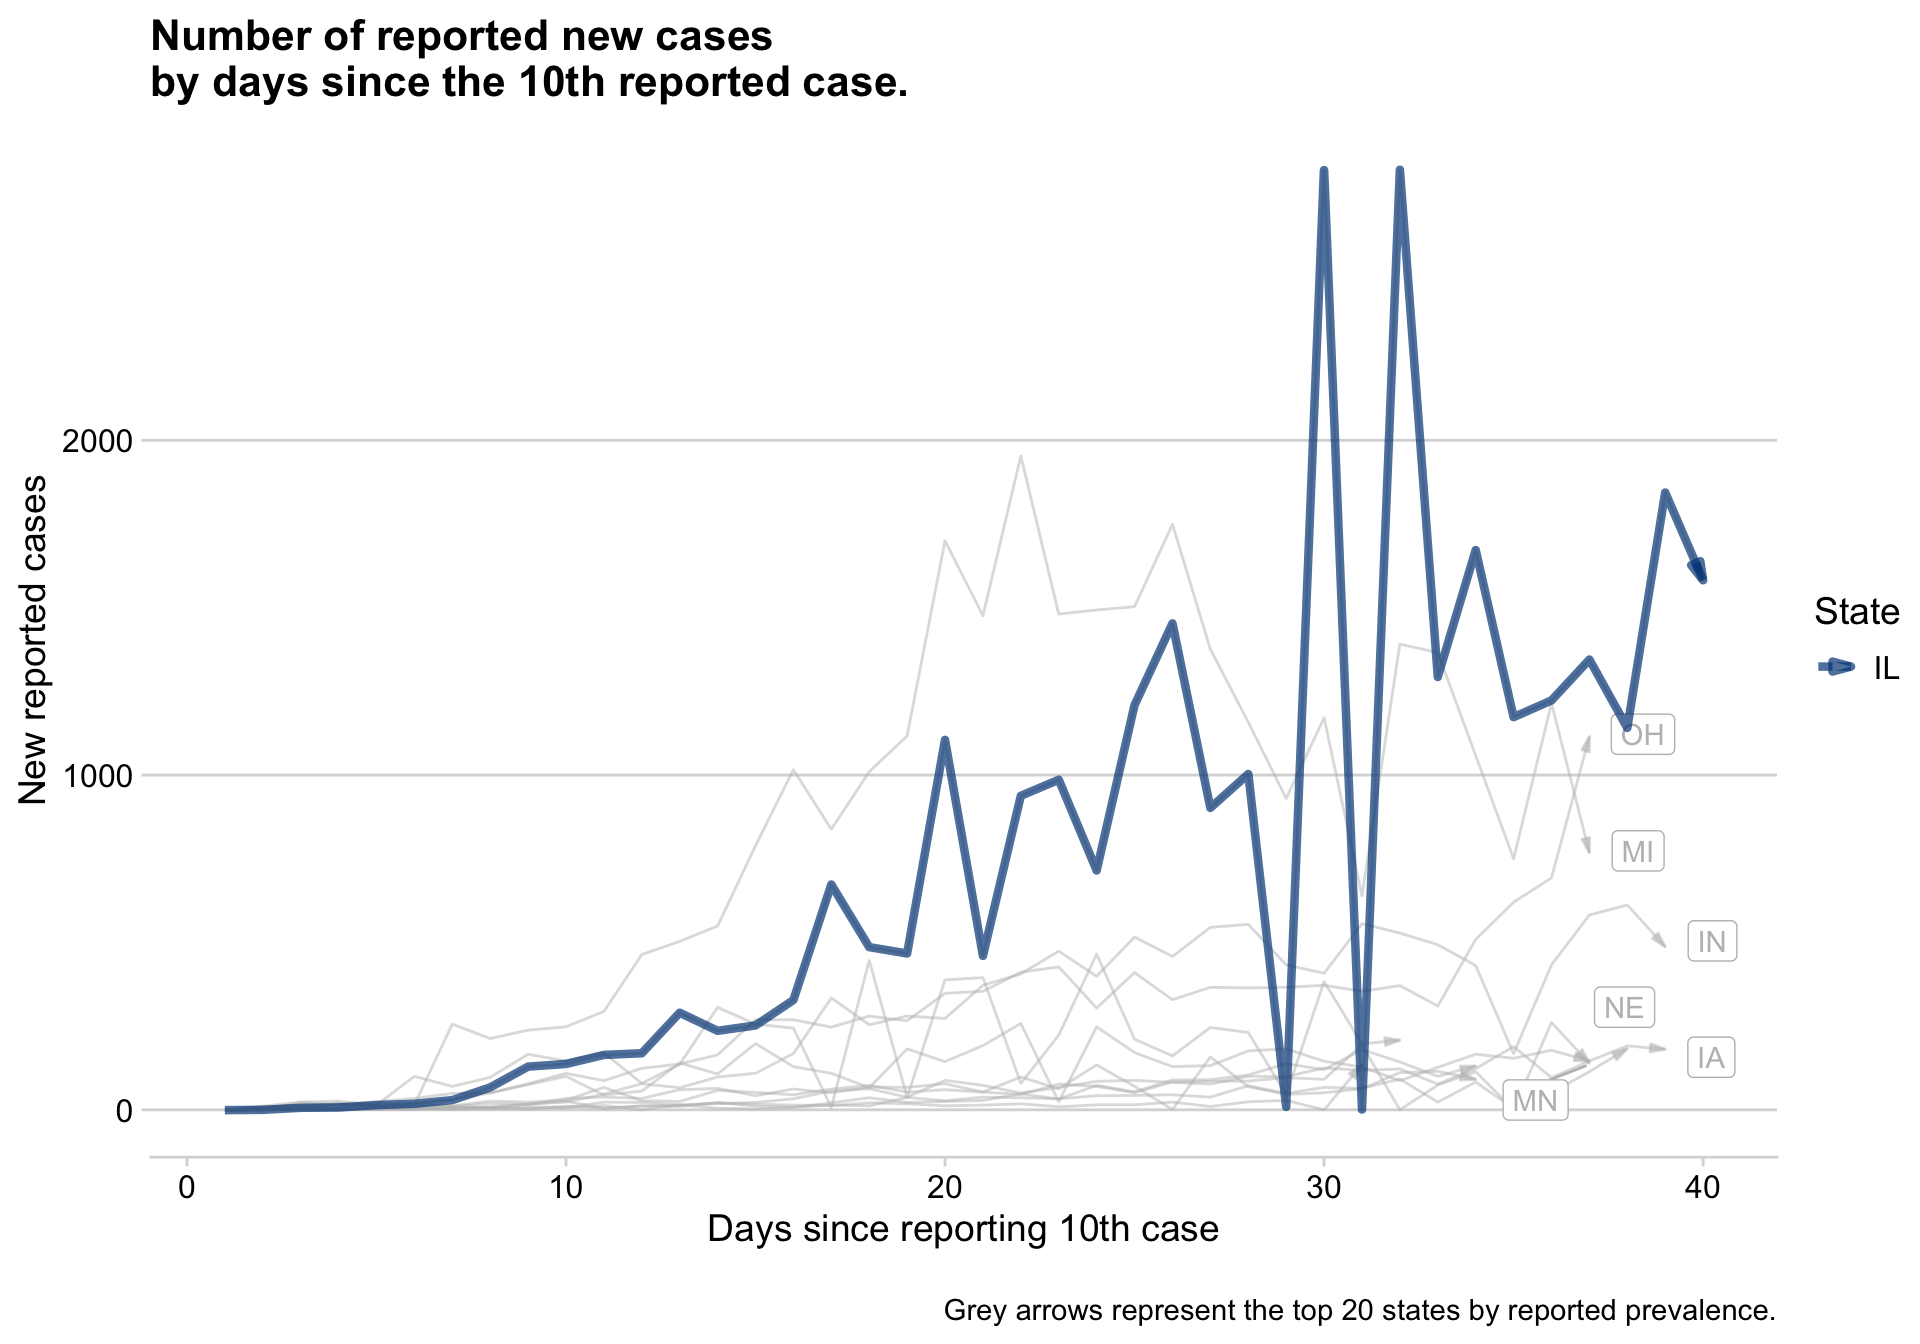 Number of reported new cases
by days since the 10th reported case.
New reported cases
2000
1000
0
OH
MI
IN
NE
IA
MN
State
IL
0
10
20
30
40
Days since reporting 10th case
Grey arrows represent the top 20 states by reported prevalence.